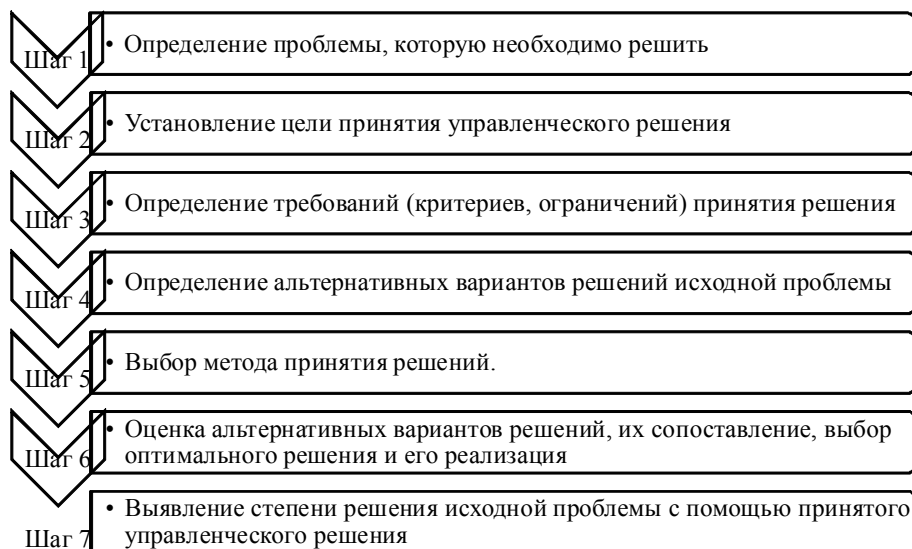 Шаг 1
• Определение проблемы, которую необходимо решить
Шаг 2
• Установление цели принятия управленческого решения
Шаг 3
• Определение требований (критериев, ограничений) принятия решения
Шаг 4
• Определение альтернативных вариантов решений исходной проблемы
Шаг 5
• Выбор метода принятия решений.
Шаг 6
• Оценка альтернативных вариантов решений, их сопоставление, выбор
оптимального решения и его реализация
Шаг 7
• Выявление степени решения исходной проблемы с помощью принятого
управленческого решения